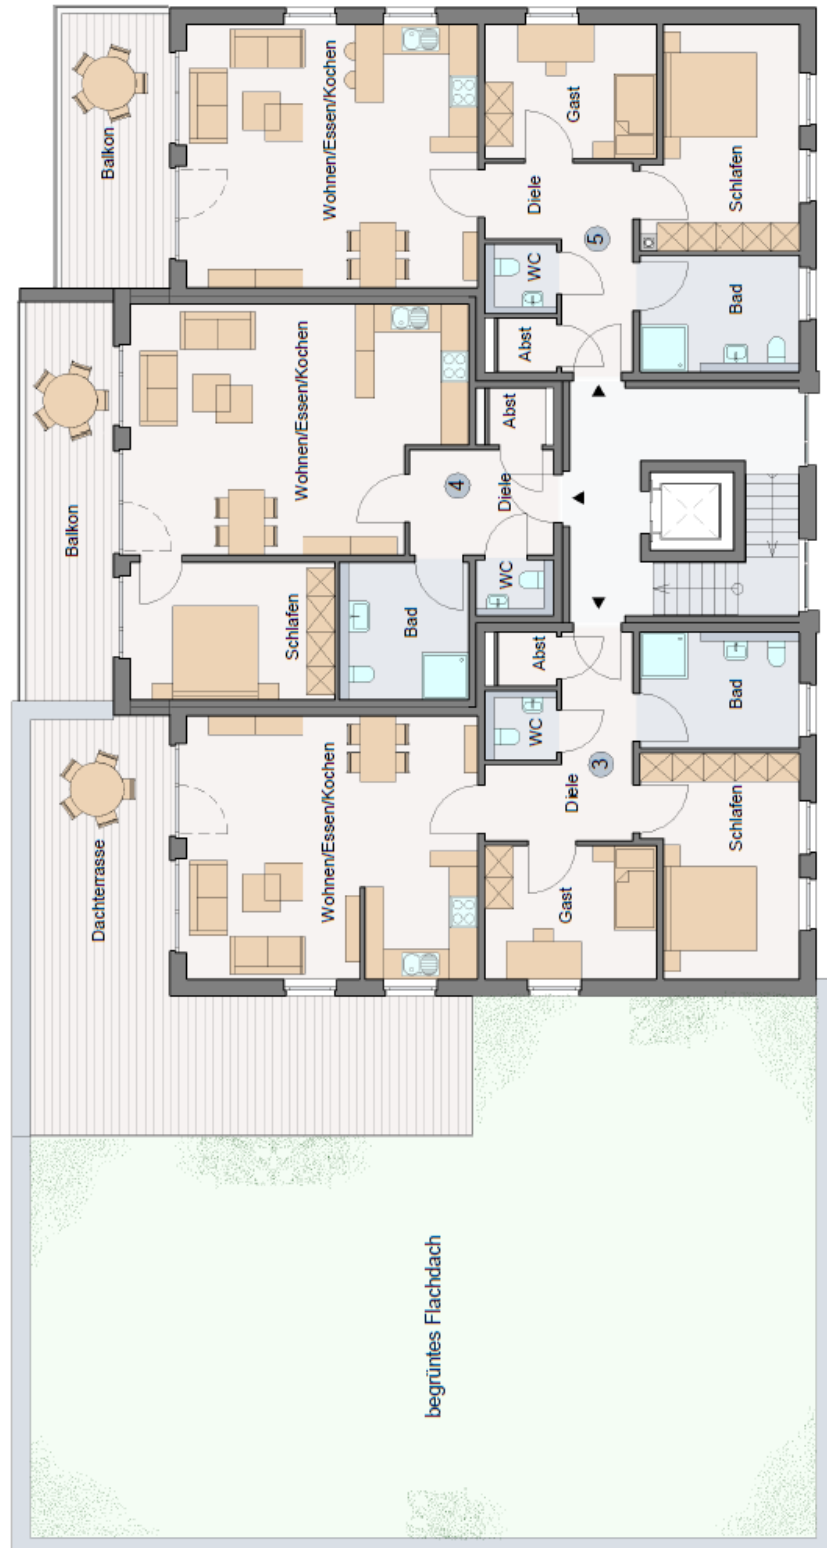 Balkon
Wohnen/Essen/Kochen
Gast
Diele
Schlafen
5
WC
Abst
Bad
Balkon
Wohnen/Essen/Kochen
Abst
4
Diele
WC
Schlafen
Bad
Dachterrasse
Wohnen/Essen/Kochen
Abst
WC
Bad
3
Diele
Schlafen
Gast
begrüntes Flachdach